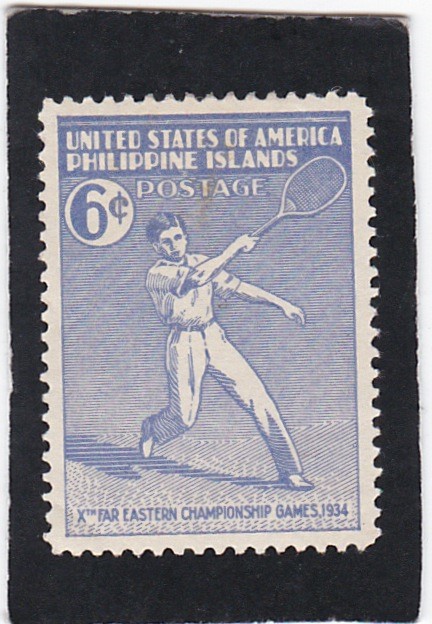 UNITED STATES OF AMERICA
PHILIPPINE ISLANDS
POSTAGE
6¢
XTH FAR EASTERN CHAMPIONSHIP GAMES, 1934